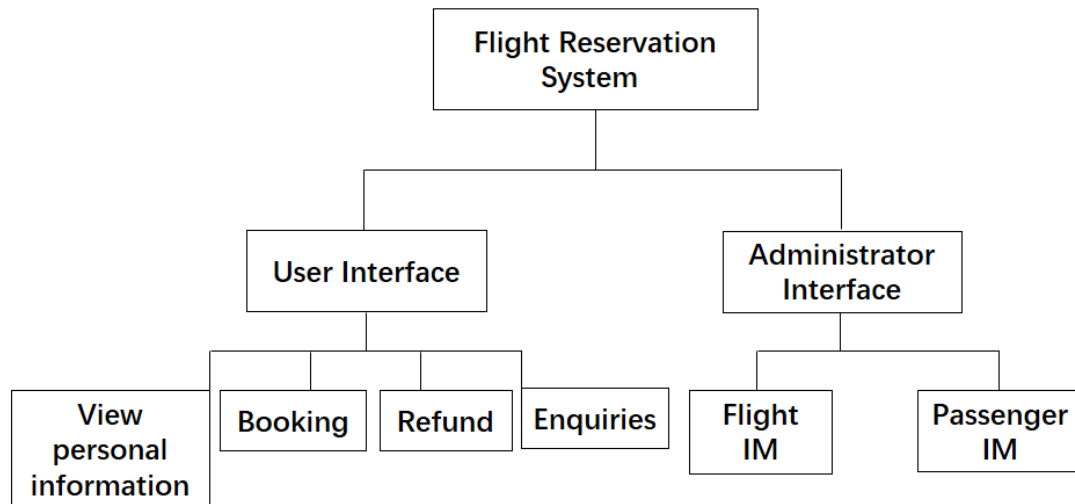 Flight Reservation
System
User Interface
Administrator
Interface
View
personal
information
Booking
Refund
Enquiries
Flight
IM
Passenger
IM